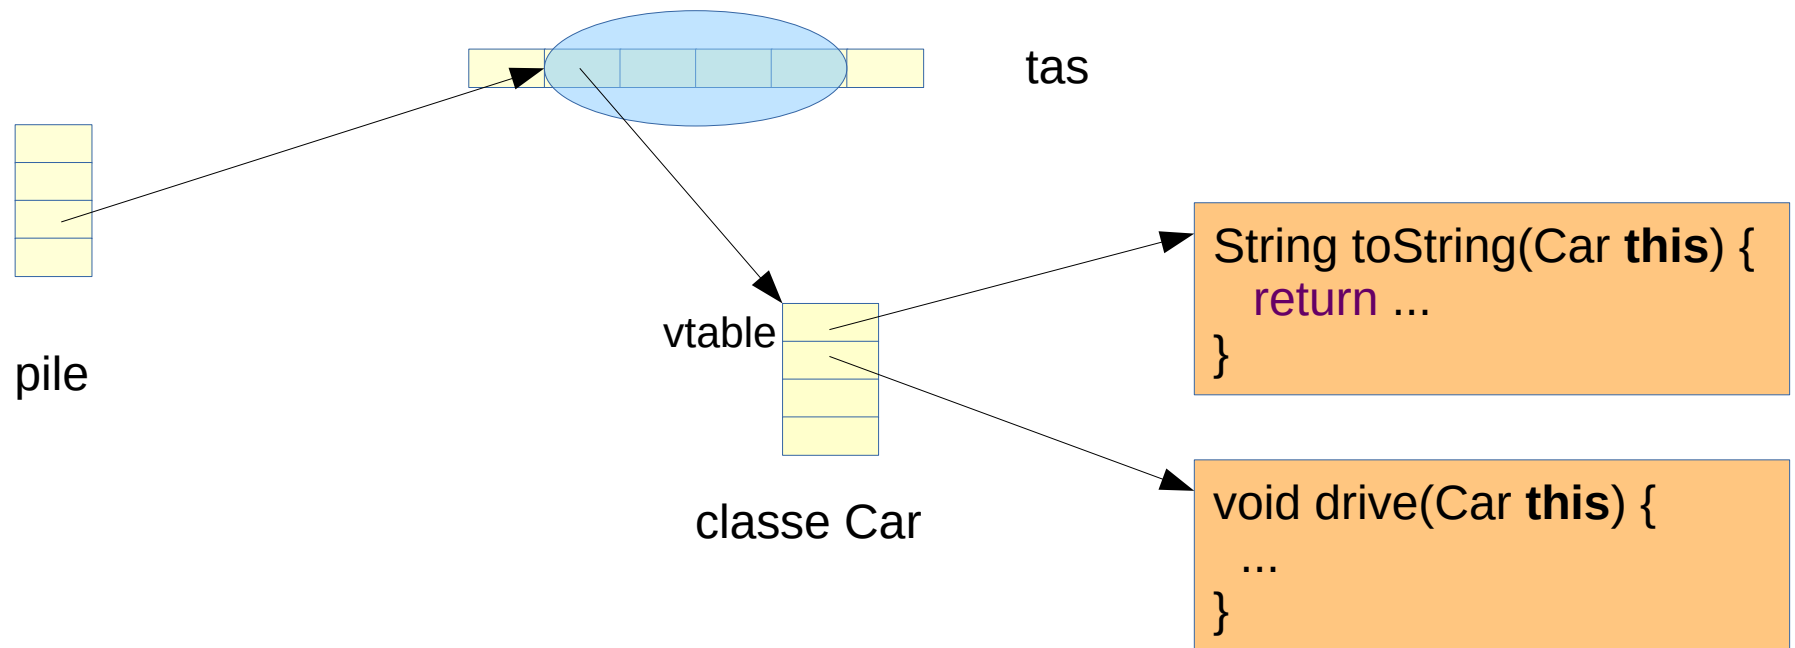 tas
String toString(Car this) {
return ...
}
vtable
pile
void drive(Car this) {
...
}
classe Car